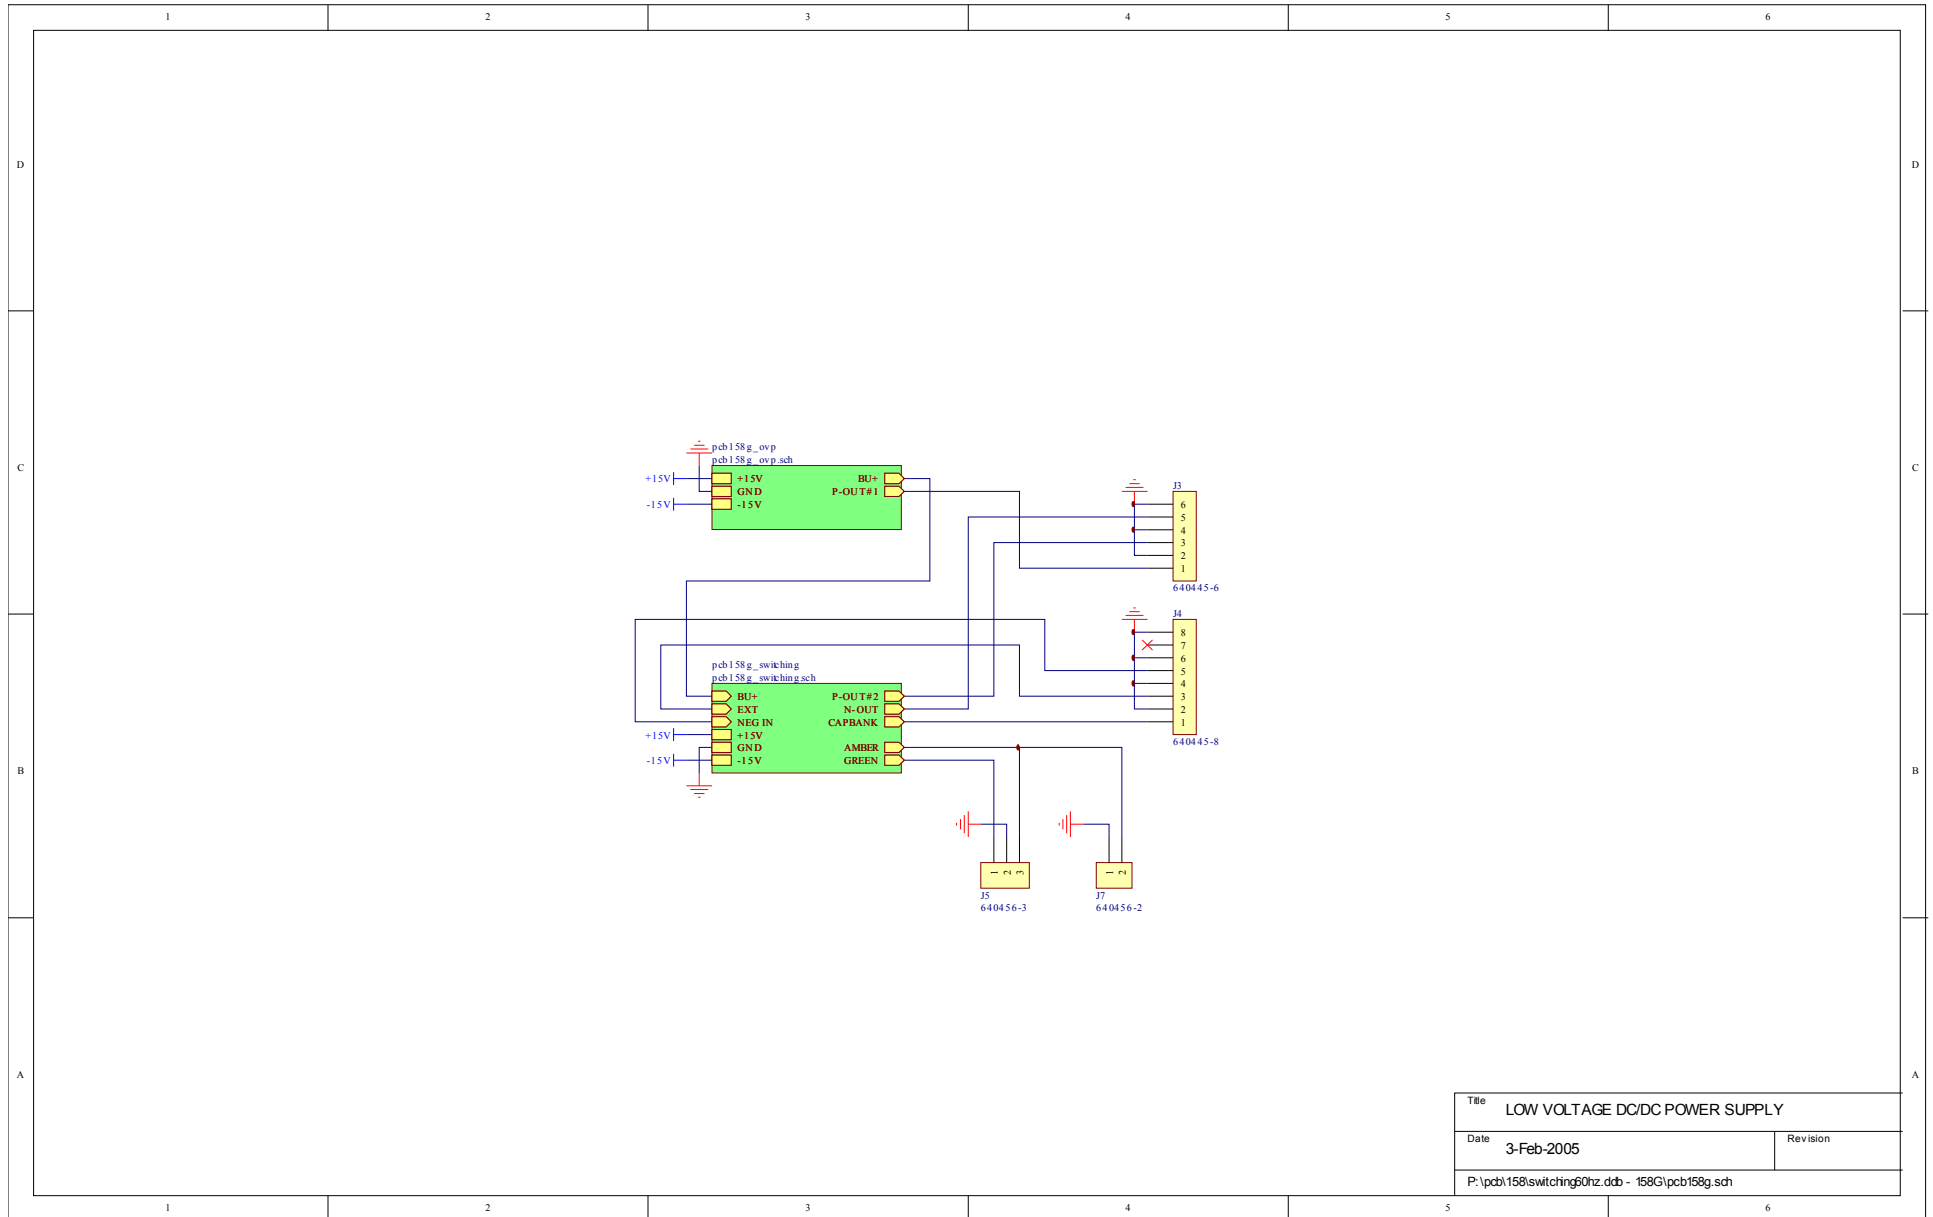 1 2 3 4 5 6
D D
C C
B B
A A
pcb158g_ovp
pcb158g_ovp.sch
+15V
-15V
+15V BU+
GND P-OUT#1
-15V
J3
6
5
4
3
2
1
640445-6
J4
8
7
6
5
4
3
2
1
640445-8
pcb158g_switching
pcb158g_switching.sch
BU+ P-OUT#2
EXT N-OUT
NEG IN CAPBANK
+15V +15V
GND AMBER
-15V -15V GREEN
1 2 3
J5
640456-3
1 2
J7
640456-2
Title LOW VOLTAGE DC/DC POWER SUPPLY
Date 3-Feb-2005 Revision
P:\pcb\158\switching60hz.ddb - 158G\pcb158g.sch
1 2 3 4 5 6